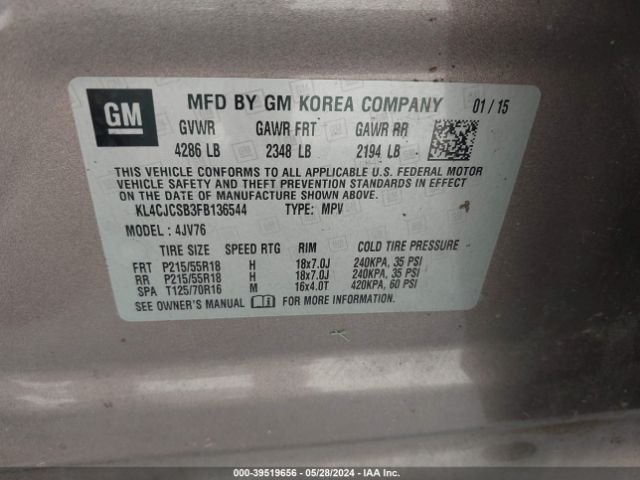 GM MFD BY GM KOREA COMPANY 01 / 15
GVWR GAWR FRT GAWR RR
4286 LB 2348 LB 2194 LB
THIS VEHICLE CONFORMS TO ALL APPLICABLE U.S. FEDERAL MOTOR
VEHICLE SAFETY AND THEFT PREVENTION STANDARDS IN EFFECT
ON THE DATE OF MANUFACTURE SHOWN ABOVE.
KL4CJCSB3FB136544 TYPE: MPV
MODEL : 4JV76
TIRE SIZE SPEED RTG RIM COLD TIRE PRESSURE
FRT P215/55R18 H 18x7.0J 240KPA, 35 PSI
RR P215/55R18 H 18x7.0J 240KPA, 35 PSI
SPA T125/70R16 M 16x4.0T 420KPA, 60 PSI
SEE OWNER'S MANUAL FOR MORE INFORMATION.
000-39519656 - 05/28/2024 - IAA Inc.